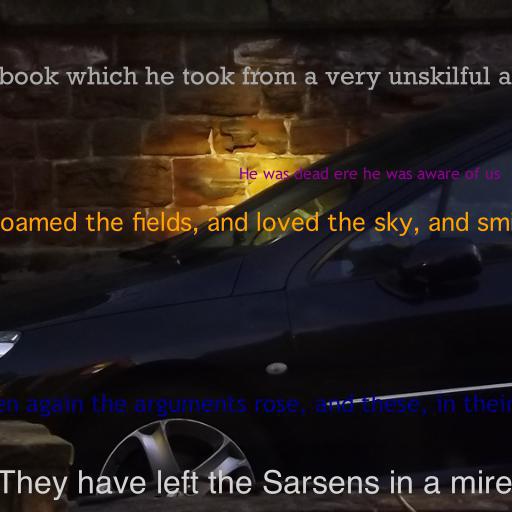 book which he took from a very unskilful a
He was dead ere he was aware of us
oamed the fields, and loved the sky, and smi
en again the arguments rose, and these, in their
They have left the Sarsens in a mire